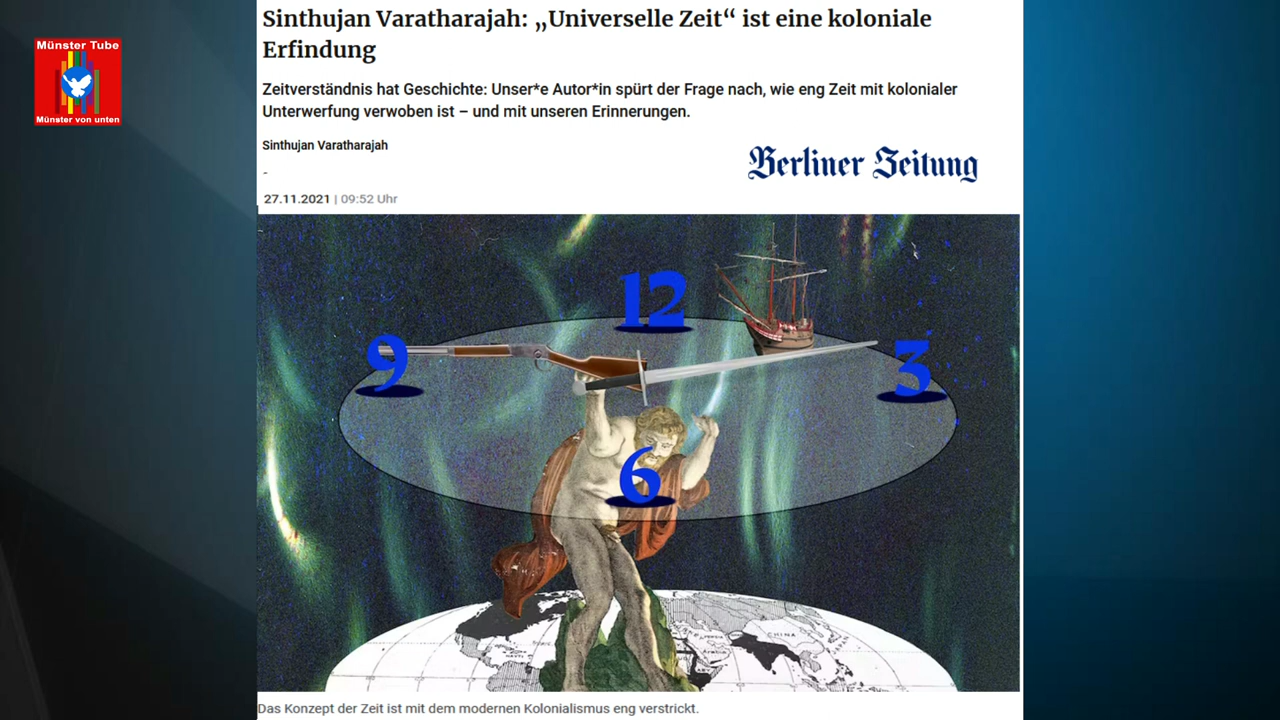 Sinthujan Varatharajah: „Universelle Zeit“ ist eine koloniale
Erfindung
Münster Tube
Münster von unten
Zeitverständnis hat Geschichte: Unser*e Autor*in spürt der Frage nach, wie eng Zeit mit kolonialer
Unterwerfung verwoben ist – und mit unseren Erinnerungen.
Sinthujan Varatharajah
-
Berliner Zeitung
27.11.2021 | 09:52 Uhr
12
9
3
6
CHINA
Das Konzept der Zeit ist mit dem modernen Kolonialismus eng verstrickt.